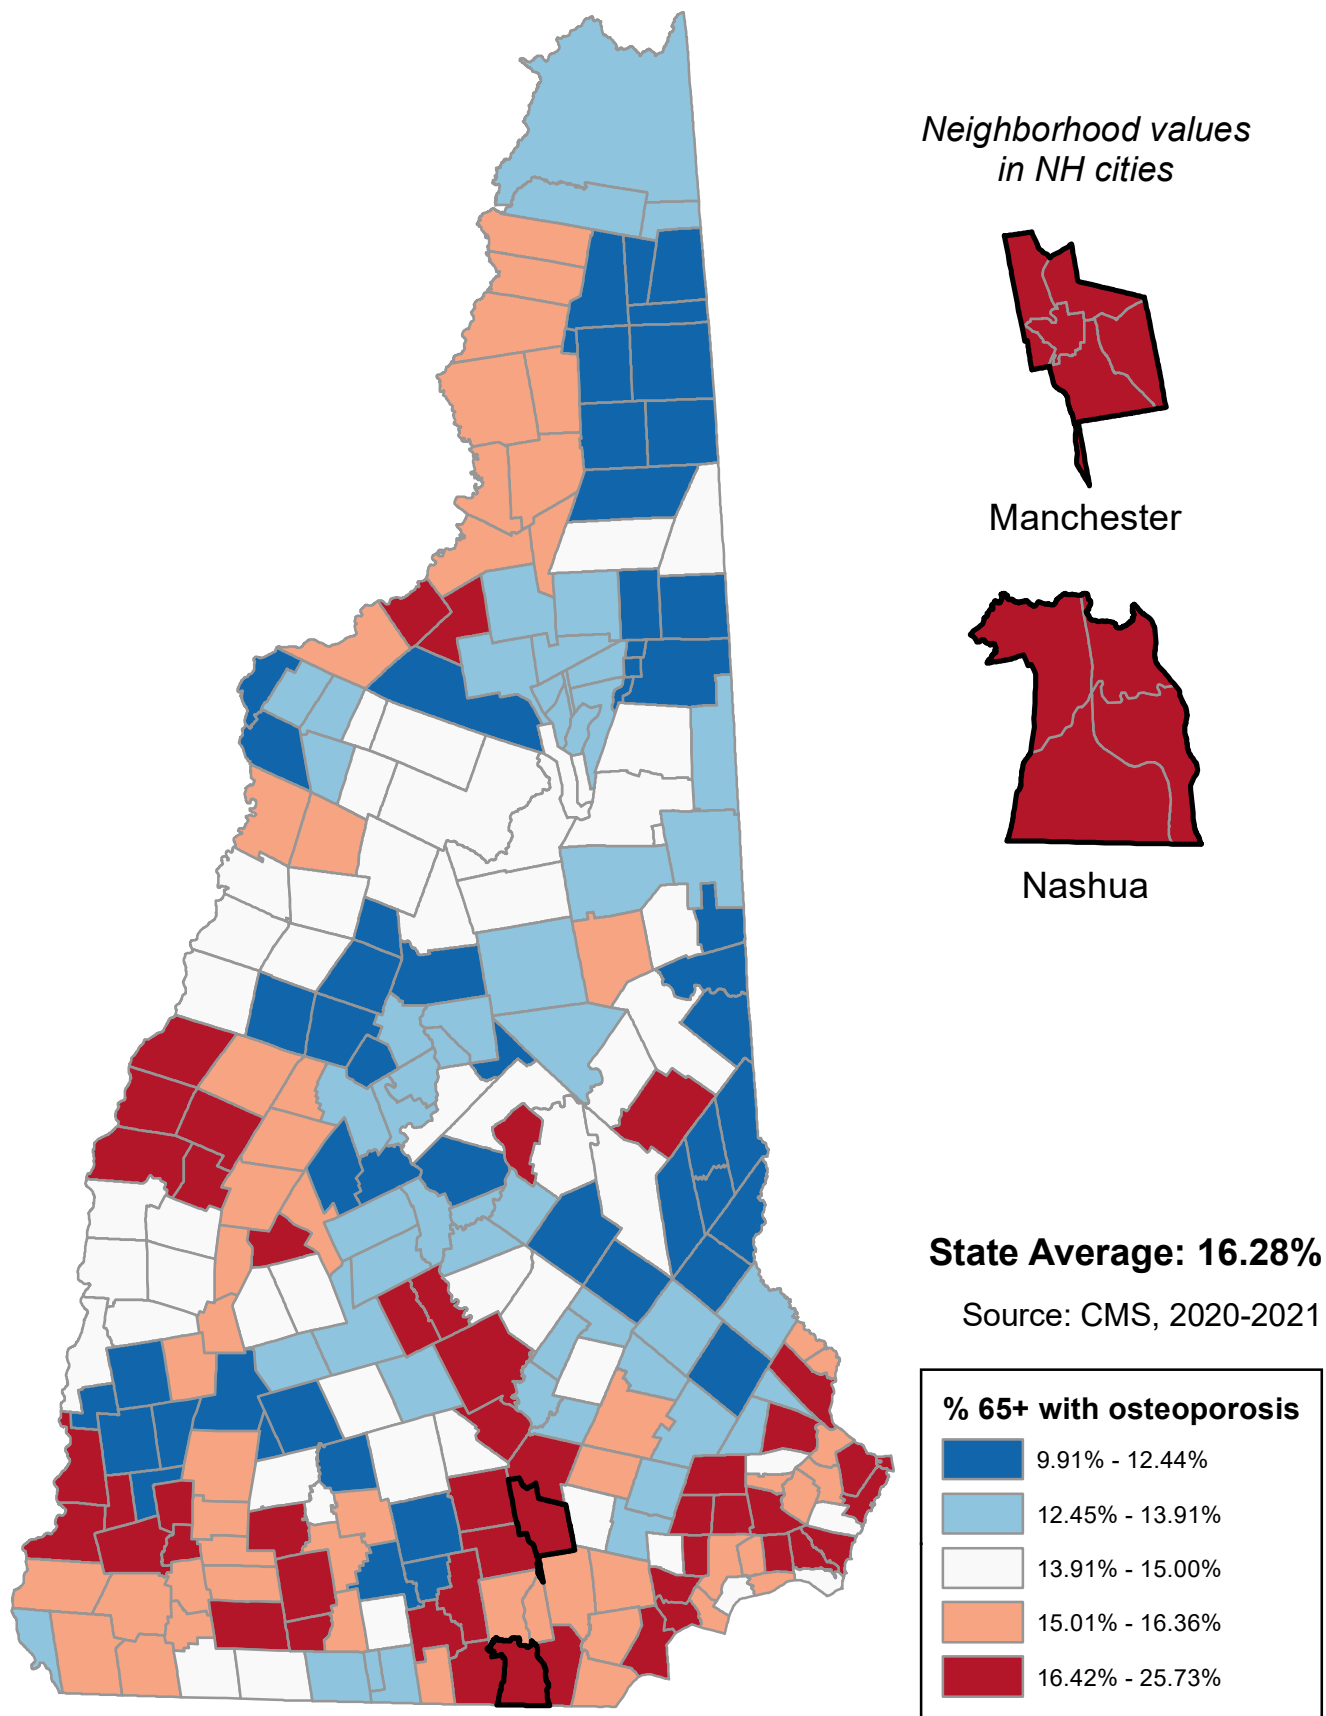 Neighborhood values
in NH cities
Manchester
Nashua
State Average: 16.28%
Source: CMS, 2020-2021
% 65+ with osteoporosis
9.91% - 12.44%
12.45% - 13.91%
13.91% - 15.00%
15.01% - 16.36%
16.42% - 25.73%